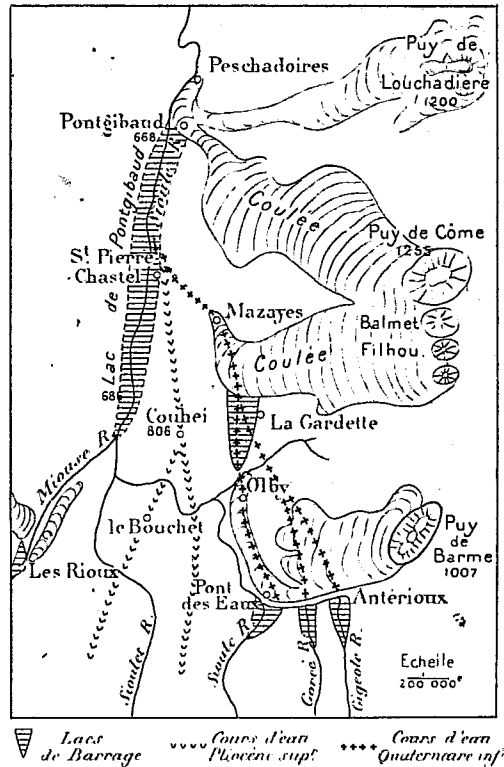 Puy de
Louchadière
1200
Peschadoires
Pontgibaud
668
Lac de Pontgibaud
Coulée
Puy de Côme
1255
St Pierre
Chastel
Mazayes
Balmet
Filhou.
Coulée
686
La Gardette
Couhei
806
Miouse R.
Olby
le Bouchet
Puy
de
Barme
1007
Les Rioux
Pont
des Eaux
Antérioux
Sioulet R.
Sioule R.
Gigeole R.
Echelle
200 000e
Lacs
de Barrage
Cours d'eau
Pliocène supr
Cours d'eau
Quaternaire infr